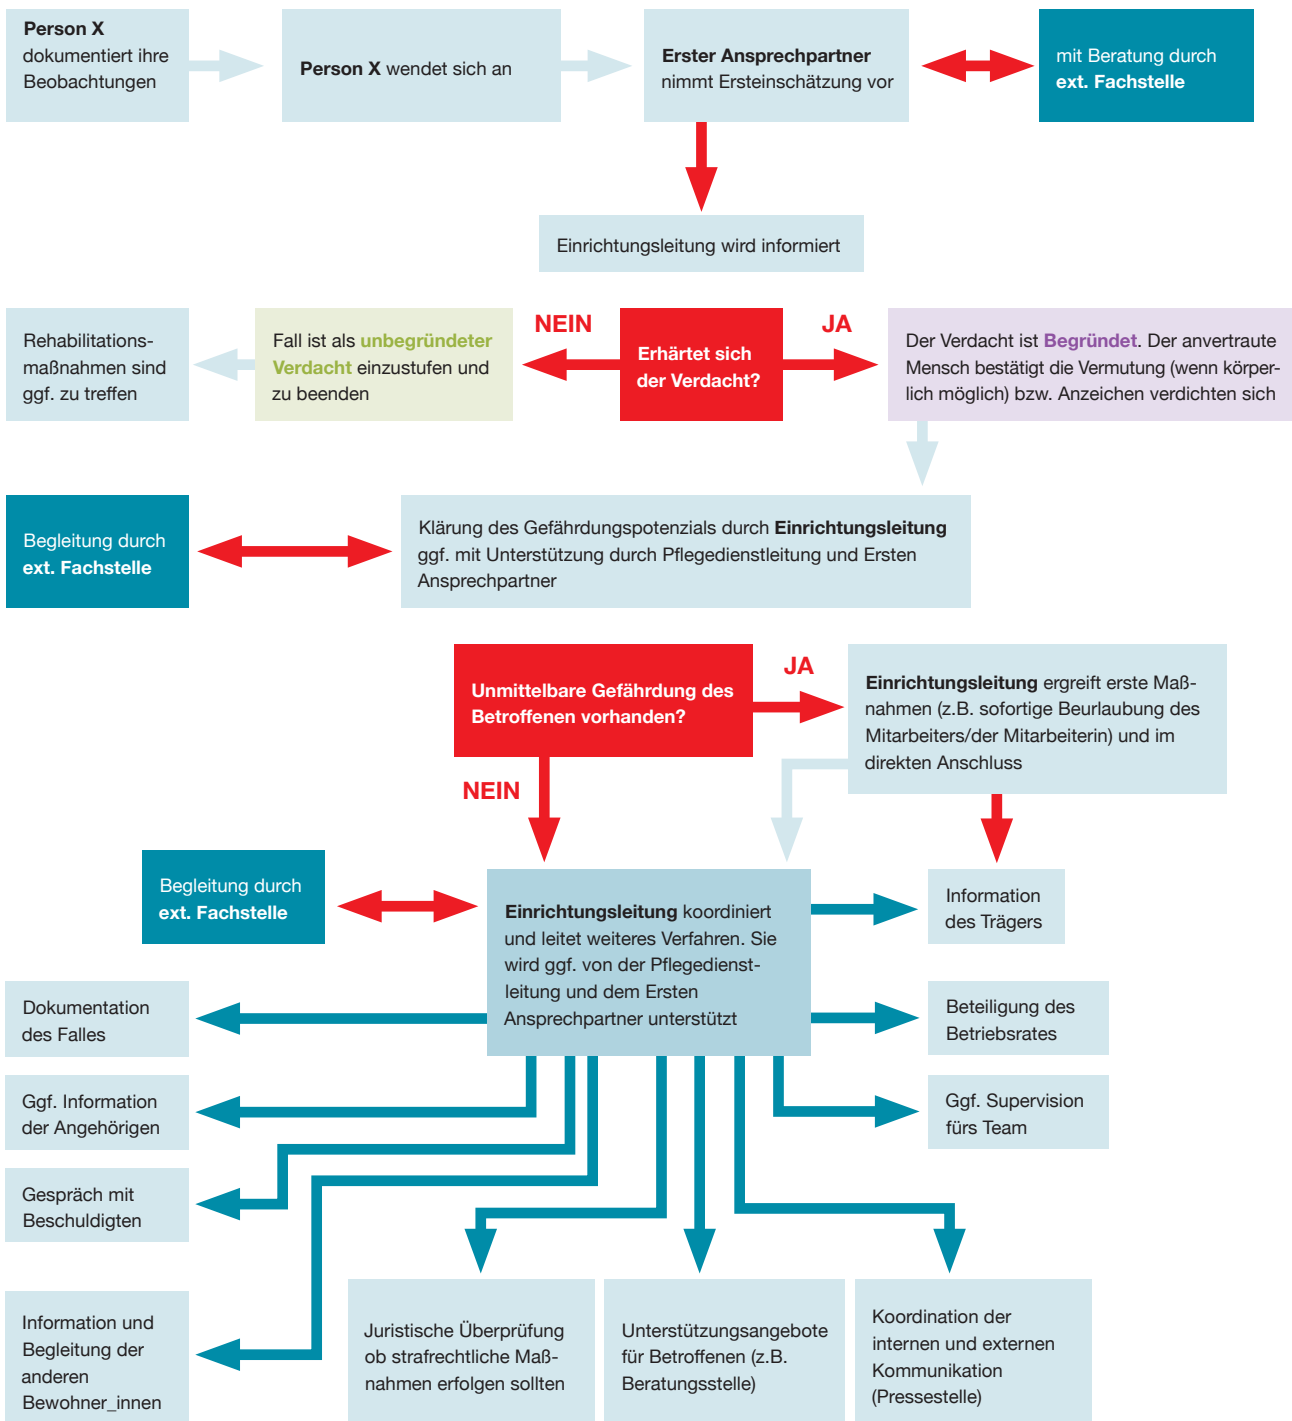 Person X
dokumentiert ihre
Beobachtungen
Person X wendet sich an
Erster Ansprechpartner
nimmt Ersteinschätzung vor
mit Beratung durch
ext. Fachstelle
Einrichtungsleitung wird informiert
Rehabilitations-
maßnahmen sind
ggf. zu treffen
Fall ist als unbegründeter
Verdacht einzustufen und
zu beenden
NEIN
Erhärtet sich
der Verdacht?
JA
Der Verdacht ist Begründet. Der anvertraute
Mensch bestätigt die Vermutung (wenn körper-
lich möglich) bzw. Anzeichen verdichten sich
Begleitung durch
ext. Fachstelle
Klärung des Gefährdungspotenzials durch Einrichtungsleitung
ggf. mit Unterstützung durch Pflegedienstleitung und Ersten
Ansprechpartner
Unmittelbare Gefährdung des
Betroffenen vorhanden?
JA
Einrichtungsleitung ergreift erste Maß-
nahmen (z.B. sofortige Beurlaubung des
Mitarbeiters/der Mitarbeiterin) und im
direkten Anschluss
NEIN
Begleitung durch
ext. Fachstelle
Einrichtungsleitung koordiniert
und leitet weiteres Verfahren. Sie
wird ggf. von der Pflegedienst-
leitung und dem Ersten
Ansprechpartner unterstützt
Information
des Trägers
Dokumentation
des Falles
Beteiligung des
Betriebsrates
Ggf. Information
der Angehörigen
Ggf. Supervision
fürs Team
Gespräch mit
Beschuldigten
Information und
Begleitung der
anderen
Bewohner_innen
Juristische Überprüfung
ob strafrechtliche Maß-
nahmen erfolgen sollten
Unterstützungsangebote
für Betroffenen (z.B.
Beratungsstelle)
Koordination der
internen und externen
Kommunikation
(Pressestelle)